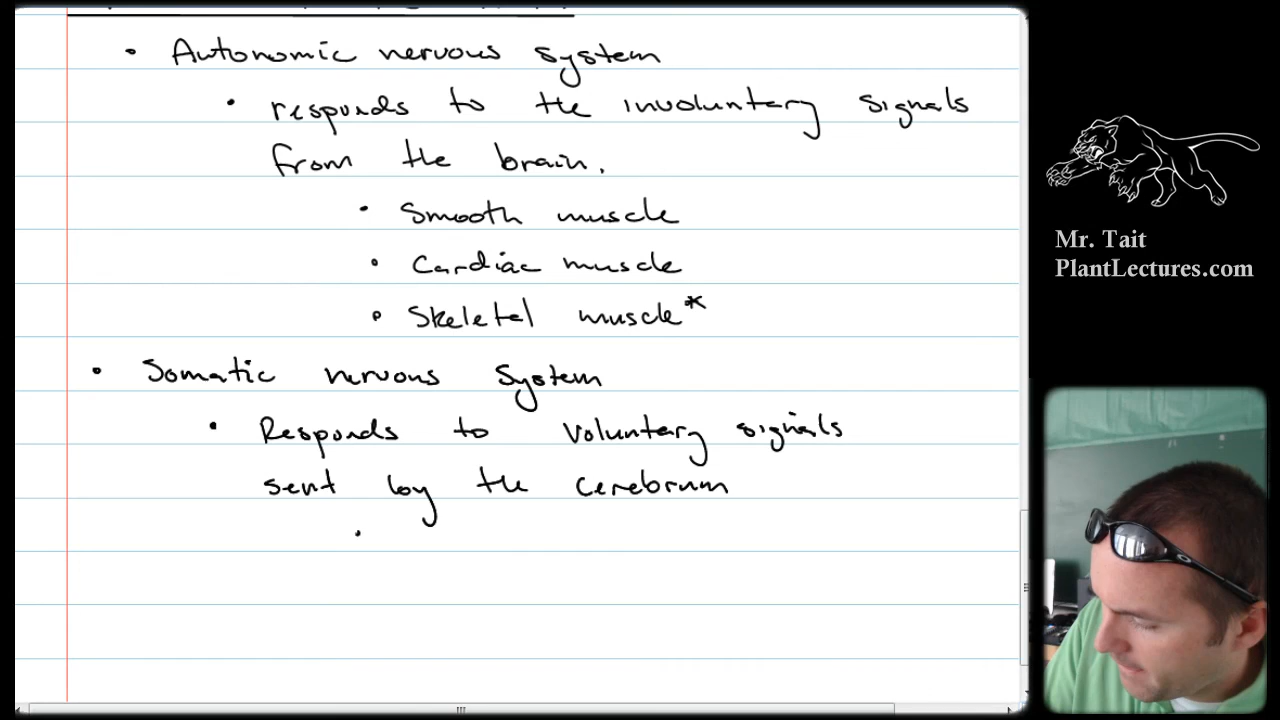 • Autonomic nervous system
• responds to the involuntary signals
from the brain.
• Smooth muscle
• Cardiac muscle
• Skeletal muscle*
• Somatic nervous system
• Responds to voluntary signals
sent by the cerebrum
•
Mr. Tait
PlantLectures.com